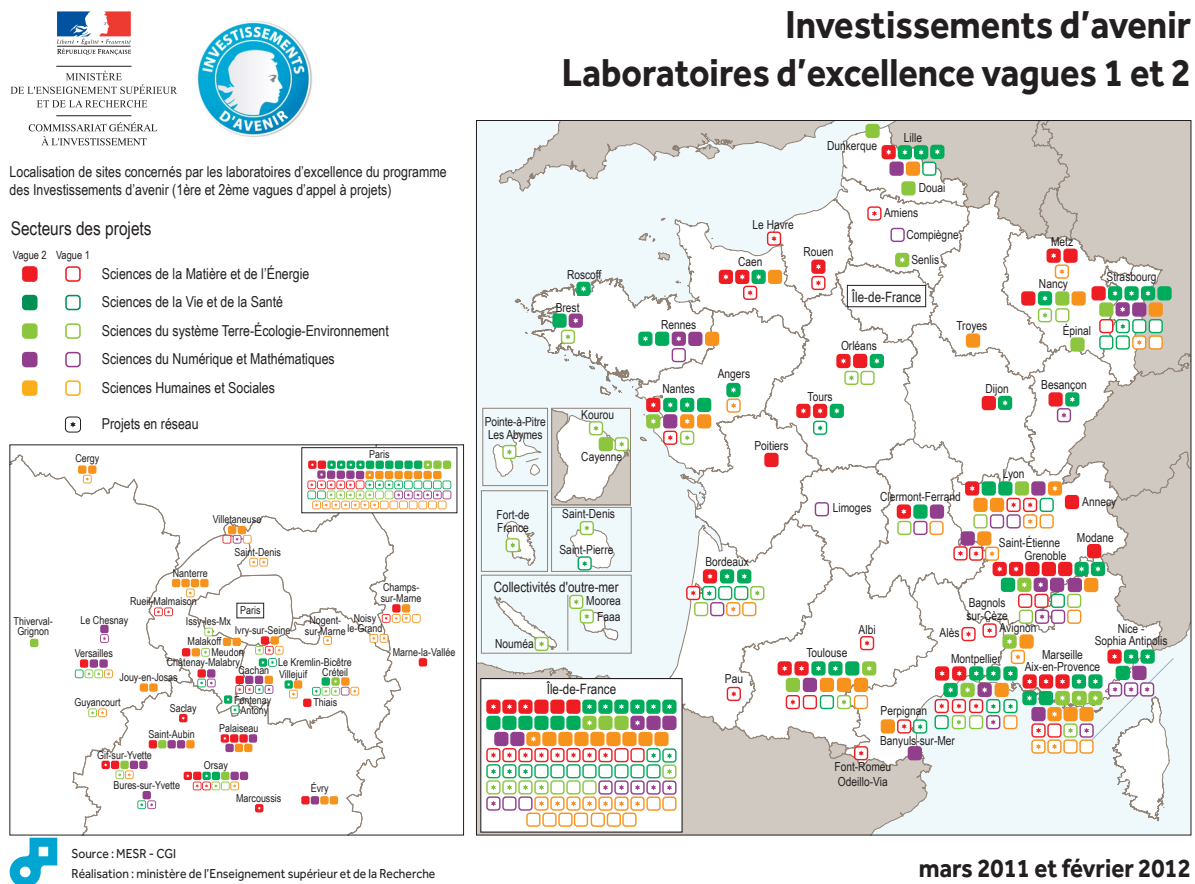 Liberté • Égalité • Fraternité
RÉPUBLIQUE FRANÇAISE
MINISTÈRE
DE L'ENSEIGNEMENT SUPÉRIEUR
ET DE LA RECHERCHE
COMMISSARIAT GÉNÉRAL
À L'INVESTISSEMENT
INVESTISSEMENTS
D'AVENIR
Investissements d'avenir
Laboratoires d'excellence vagues 1 et 2
Localisation de sites concernés par les laboratoires d'excellence du programme
des Investissements d'avenir (1ère et 2ème vagues d'appel à projets)
Secteurs des projets
Vague 2 Vague 1
Sciences de la Matière et de l'Énergie
Sciences de la Vie et de la Santé
Sciences du système Terre-Écologie-Environnement
Sciences du Numérique et Mathématiques
Sciences Humaines et Sociales
Projets en réseau
Cergy
Paris
Villetaneuse
Saint-Denis
Nanterre
Rueil-Malmaison
Paris
Champs-
sur-Marne
Thiverval-
Grignon
Le Chesnay
Issy-les-Mx
Ivry-sur-Seine
Nogent-
sur-Marne
Noisy
le-Grand
Malakoff
Meudon
Versailles
Châtenay-Malabry
Le Kremlin-Bicêtre
Marne-la-Vallée
Cachan
Villejuif
Créteil
Jouy-en-Josas
Fontenay
Antony
Thiais
Guyancourt
Saclay
Saint-Aubin
Palaiseau
Gif-sur-Yvette
Orsay
Bures-sur-Yvette
Marcoussis
Évry
Dunkerque
Lille
Douai
Amiens
Le Havre
Compiègne
Rouen
Caen
Senlis
Metz
Roscoff
Île-de-France
Nancy
Strasbourg
Brest
Rennes
Troyes
Épinal
Orléans
Angers
Nantes
Tours
Dijon
Besançon
Pointe-à-Pitre
Les Abymes
Kourou
Cayenne
Poitiers
Lyon
Clermont-Ferrand
Annecy
Limoges
Fort-de
France
Saint-Denis
Saint-Pierre
Saint-Étienne
Modane
Grenoble
Bordeaux
Collectivités d'outre-mer
Moorea
Faaa
Nouméa
Bagnols
sur-Cèze
Alès
Avignon
Albi
Nice -
Sophia Antipolis
Toulouse
Montpellier
Marseille
Aix-en-Provence
Pau
Île-de-France
Perpignan
Banyuls-sur-Mer
Font-Romeu
Odeillo-Via
Source : MESR - CGI
Réalisation : ministère de l'Enseignement supérieur et de la Recherche
mars 2011 et février 2012